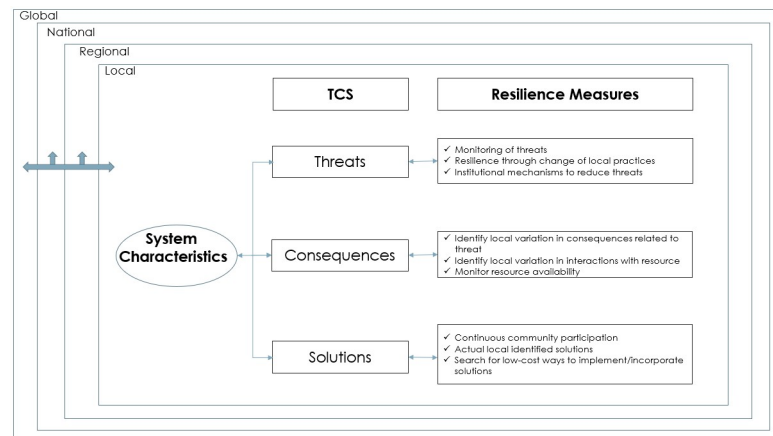 Global
National
Regional
Local
TCS
Resilience Measures
Threats
✓ Monitoring of threats
✓ Resilience through change of local practices
✓ Institutional mechanisms to reduce threats
System
Characteristics
Consequences
✓ Identify local variation in consequences related to
threat
✓ Identify local variation in interactions with resource
✓ Monitor resource availability
Solutions
✓ Continuous community participation
✓ Actual local identified solutions
✓ Search for low-cost ways to implement/incorporate
solutions